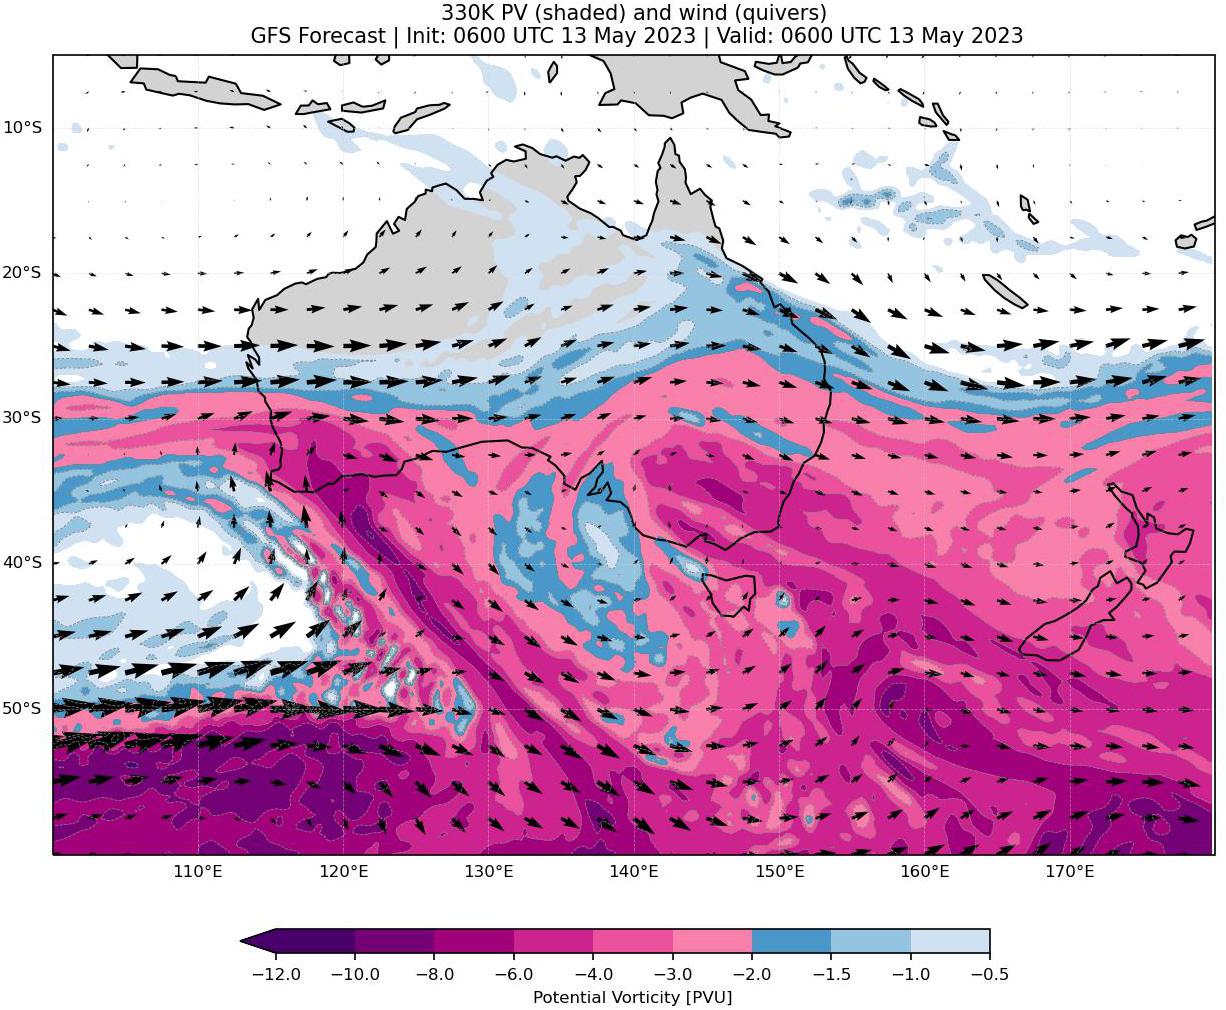 330K PV (shaded) and wind (quivers)
GFS Forecast | Init: 0600 UTC 13 May 2023 | Valid: 0600 UTC 13 May 2023
10°S
20°S
30°S
40°S
50°S
110°E 120°E 130°E 140°E 150°E 160°E 170°E
−12.0 −10.0 −8.0 −6.0 −4.0 −3.0 −2.0 −1.5 −1.0 −0.5
Potential Vorticity [PVU]